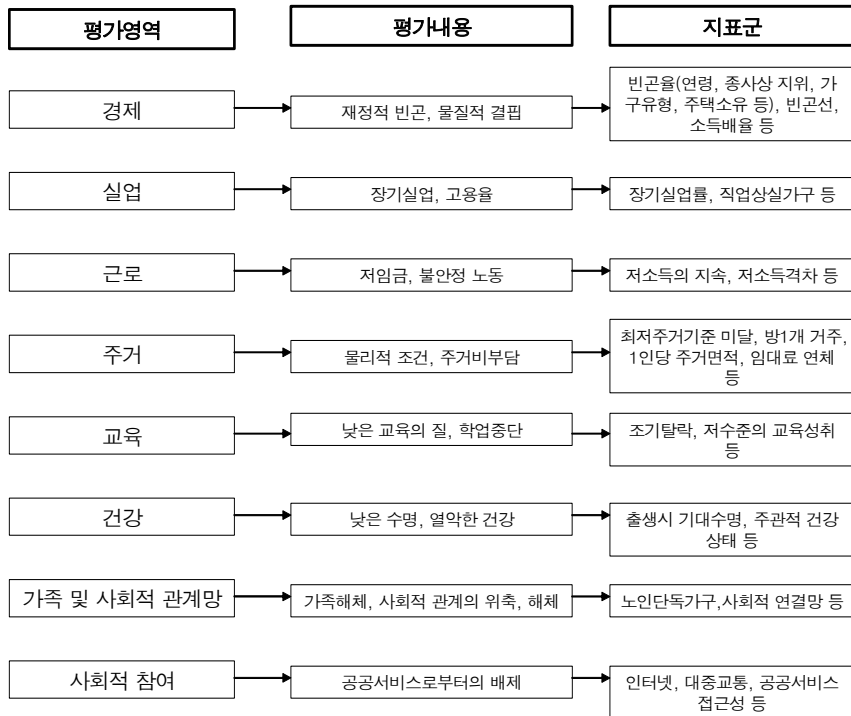 평가영역
평가내용
지표군
경제
재정적 빈곤, 물질적 결핍
빈곤율(연령, 종사상 지위, 가
구유형, 주택소유 등), 빈곤선,
소득배율 등
실업
장기실업, 고용율
장기실업률, 직업상실가구 등
근로
저임금, 불안정 노동
저소득의 지속, 저소득격차 등
주거
물리적 조건, 주거비부담
최저주거기준 미달, 방1개 거주,
1인당 주거면적, 임대료 연체
등
교육
낮은 교육의 질, 학업중단
조기탈락, 저수준의 교육성취
등
건강
낮은 수명, 열악한 건강
출생시 기대수명, 주관적 건강
상태 등
가족 및 사회적 관계망
가족해체, 사회적 관계의 위축, 해체
노인단독가구,사회적 연결망 등
사회적 참여
공공서비스로부터의 배제
인터넷, 대중교통, 공공서비스
접근성 등